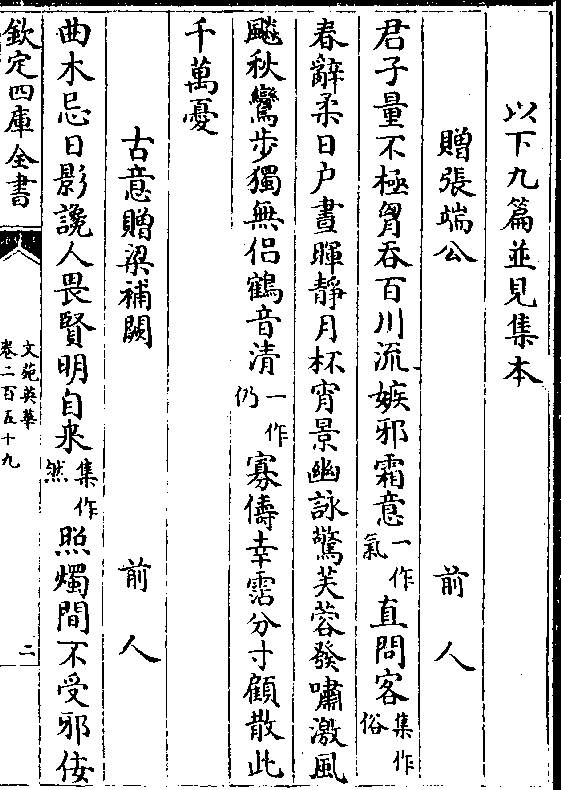 以下九篇並見集本
贈張端公 前人
君子量不極胷吞百川流嫉邪霜意一作氣直問客集作俗
春辭柔日户晝暉靜月杯宵景幽詠驚芙蓉發嘯激風
飇秋鸞步獨無侣鶴音清一作仍寡儔幸霑分寸顧散此
千萬憂
古意贈梁補闕 前人
曲木忌日影讒人畏賢明自来集作然照燭間不受邪佞
欽定四庫全書
文苑英華
卷二百五十九
二